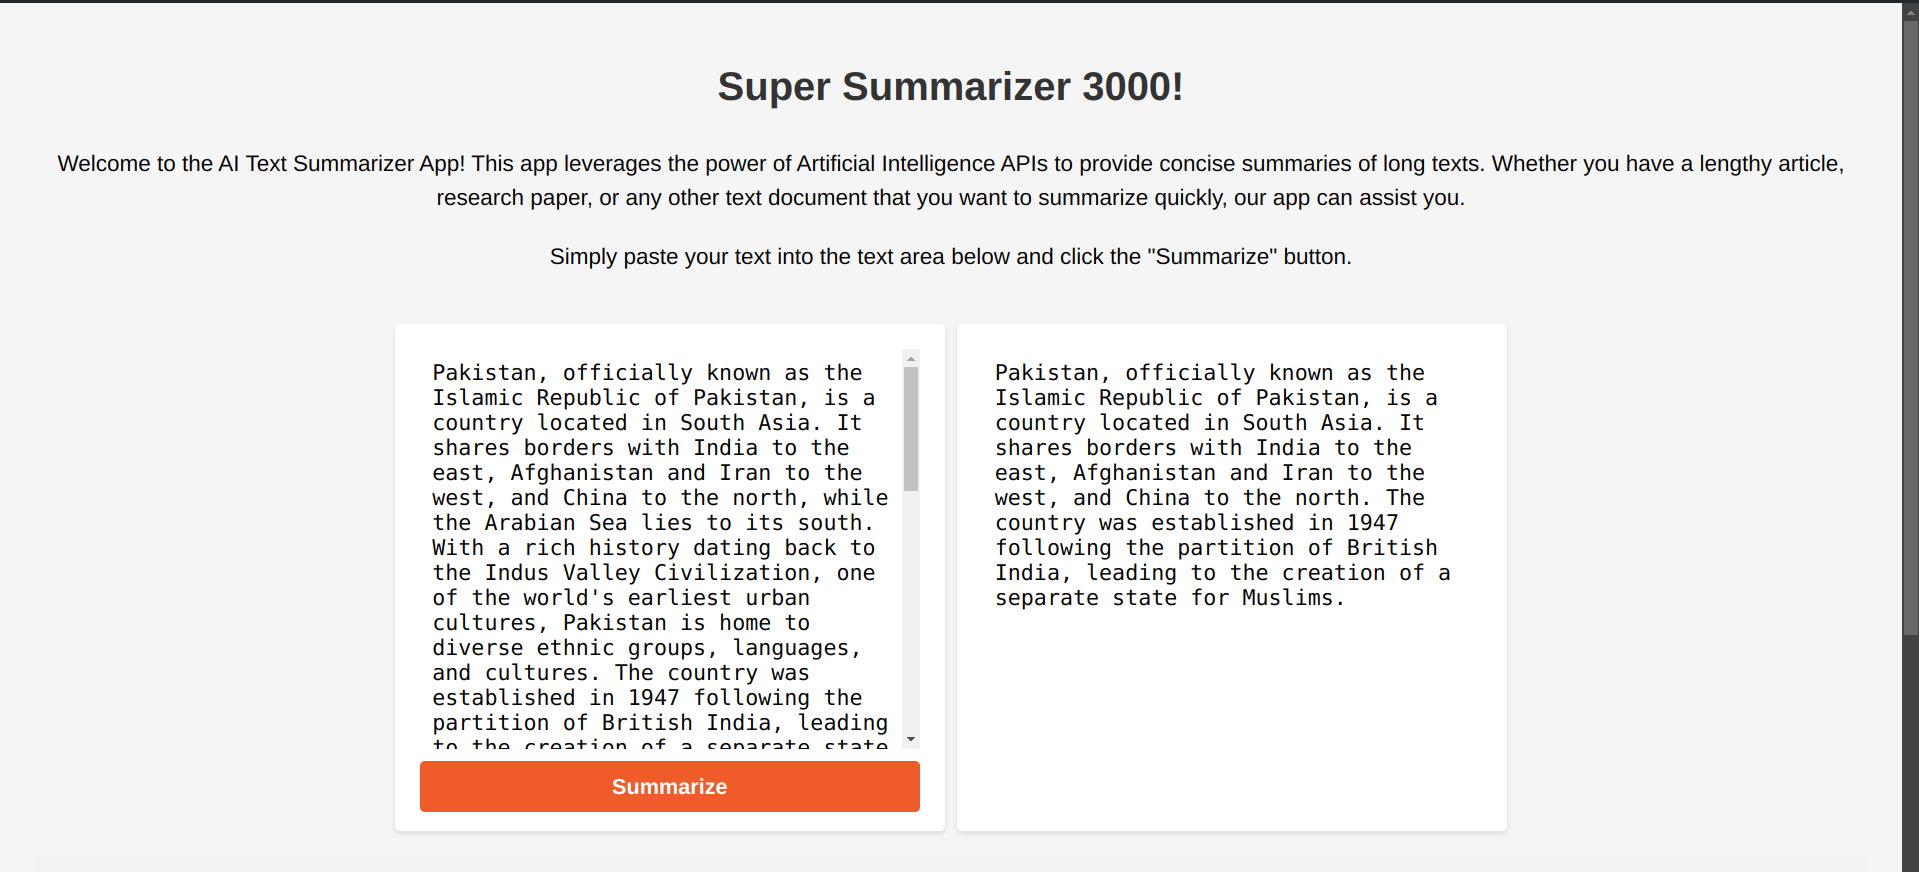 Super Summarizer 3000!
Welcome to the AI Text Summarizer App! This app leverages the power of Artificial Intelligence APIs to provide concise summaries of long texts. Whether you have a lengthy article,
research paper, or any other text document that you want to summarize quickly, our app can assist you.
Simply paste your text into the text area below and click the "Summarize" button.
Pakistan, officially known as the
Islamic Republic of Pakistan, is a
country located in South Asia. It
shares borders with India to the
east, Afghanistan and Iran to the
west, and China to the north, while
the Arabian Sea lies to its south.
With a rich history dating back to
the Indus Valley Civilization, one
of the world's earliest urban
cultures, Pakistan is home to
diverse ethnic groups, languages,
and cultures. The country was
established in 1947 following the
partition of British India, leading
to the creation of a separate state
Summarize
Pakistan, officially known as the
Islamic Republic of Pakistan, is a
country located in South Asia. It
shares borders with India to the
east, Afghanistan and Iran to the
west, and China to the north. The
country was established in 1947
following the partition of British
India, leading to the creation of a
separate state for Muslims.